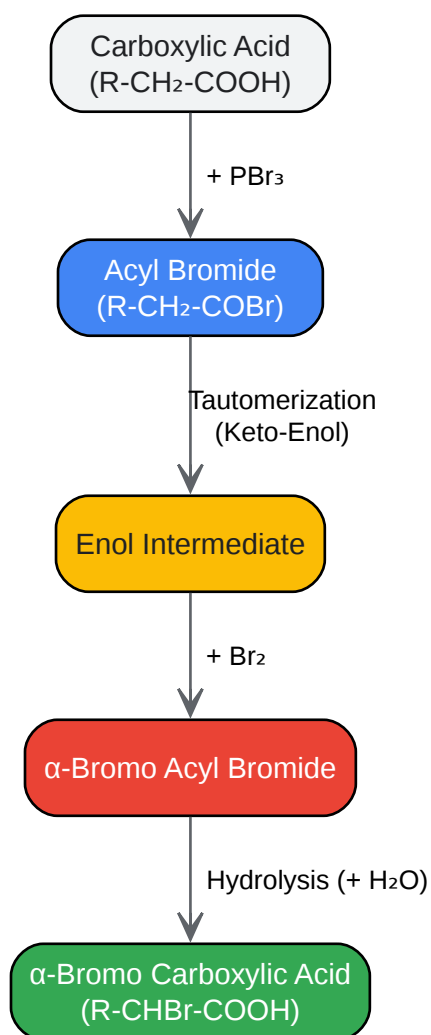 Carboxylic Acid
(R-CH₂-COOH)
+ PBr₃
Acyl Bromide
(R-CH₂-COBr)
Tautomerization
(Keto-Enol)
Enol Intermediate
+ Br₂
α-Bromo Acyl Bromide
Hydrolysis (+ H₂O)
α-Bromo Carboxylic Acid
(R-CHBr-COOH)